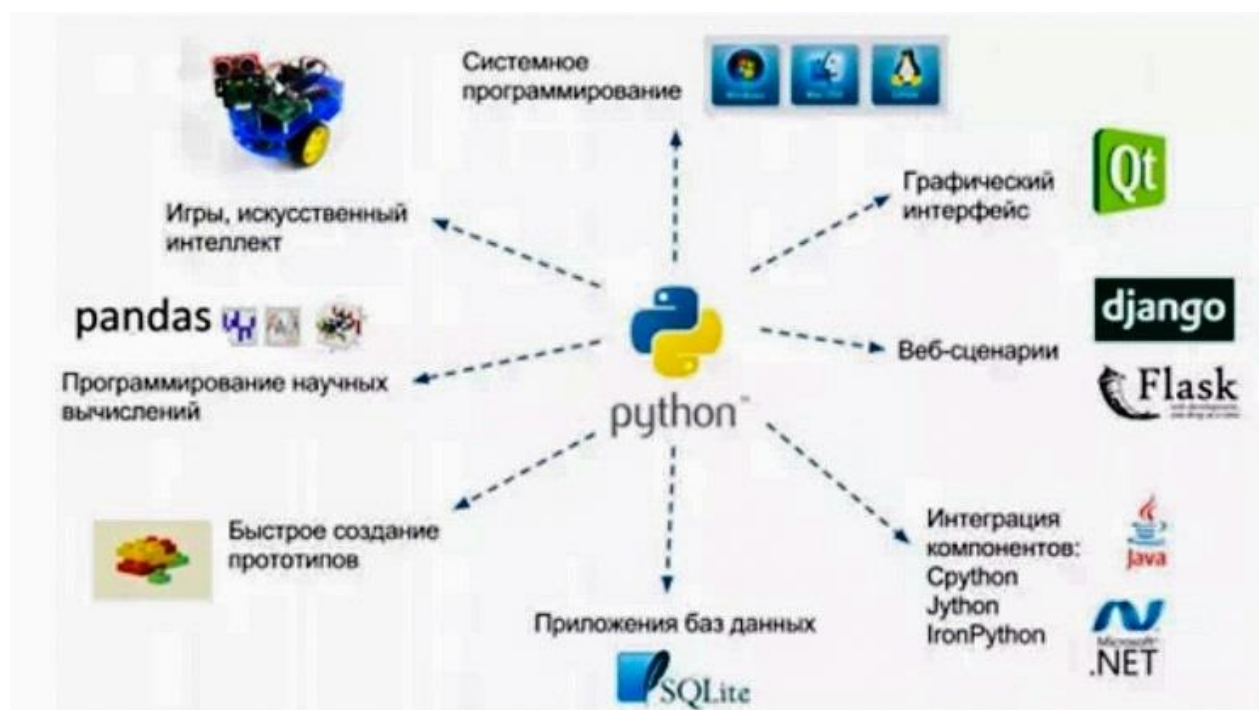 Системное
программирование
Qt
Графический
интерфейс
Игры, искусственный
интеллект
pandas
django
Веб-сценарии
Flask
Программирование научных
вычислений
python
Быстрое создание
прототипов
Интеграция
компонентов:
Cpython
Jython
IronPython
Java
Microsoft
.NET
Приложения баз данных
SQLite